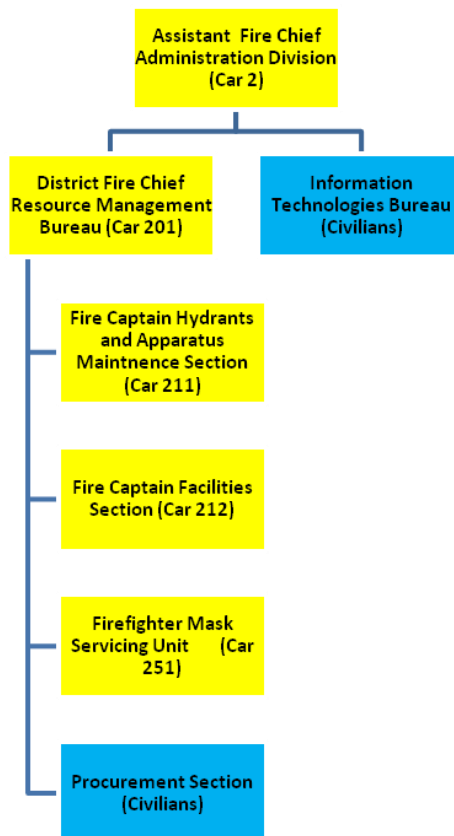 Assistant Fire Chief
Administration Division
(Car 2)
District Fire Chief
Resource Management
Bureau (Car 201)
Information
Technologies Bureau
(Civilians)
Fire Captain Hydrants
and Apparatus
Maintnence Section
(Car 211)
Fire Captain Facilities
Section (Car 212)
Firefighter Mask
Servicing Unit (Car
251)
Procurement Section
(Civilians)